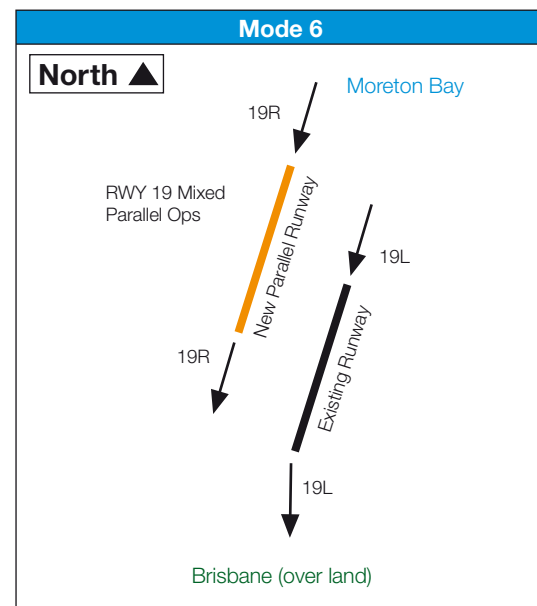 Mode 6
North
Moreton Bay
19R
RWY 19 Mixed
Parallel Ops
New Parallel Runway
19L
19R
Existing Runway
19L
Brisbane (over land)